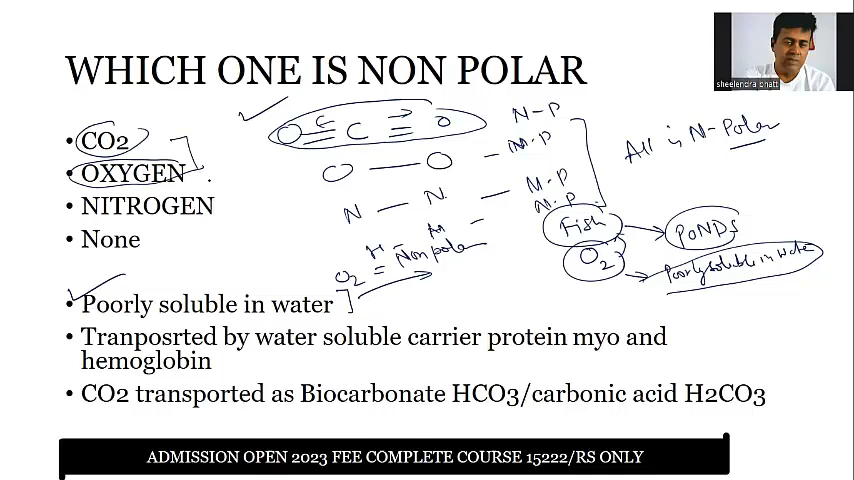 sheelendra bhatt
WHICH ONE IS NON POLAR
• CO2
• OXYGEN
• NITROGEN
• None
O C O N-P
O — O – N·P
N – N – N·P
N·P
H – H –
O2 = Non polar
All is N-Polar
Fish → PONDS
O2 → Poorly soluble in water
• Poorly soluble in water
• Tranposrted by water soluble carrier protein myo and
hemoglobin
• CO2 transported as Biocarbonate HCO3/carbonic acid H2CO3
ADMISSION OPEN 2023 FEE COMPLETE COURSE 15222/RS ONLY